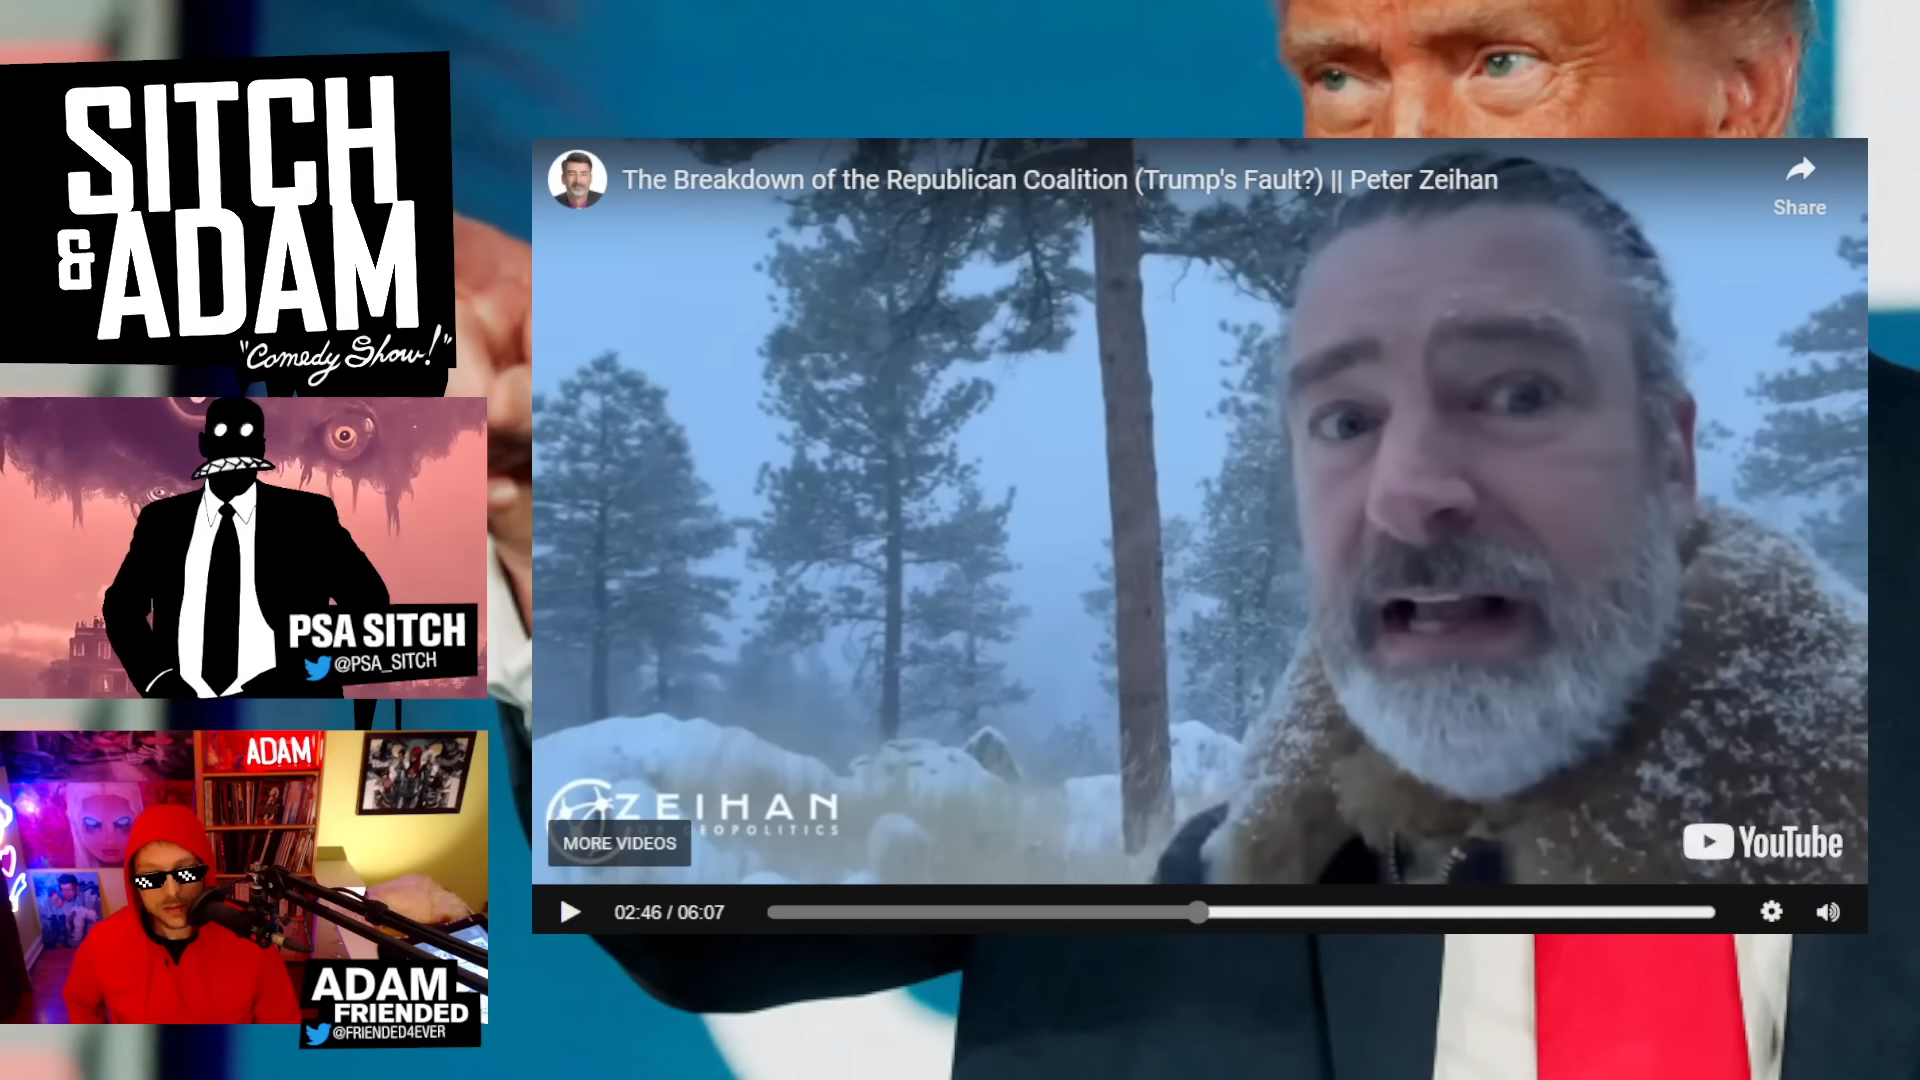 SITCH
& ADAM
"Comedy Show!"
PSA SITCH
@PSA_SITCH
ADAM
ADAM
FRIENDED
@FRIENDED4EVER
The Breakdown of the Republican Coalition (Trump's Fault?) || Peter Zeihan
Share
ZEIHAN
GEOPOLITICS
MORE VIDEOS
YouTube
02:46 / 06:07